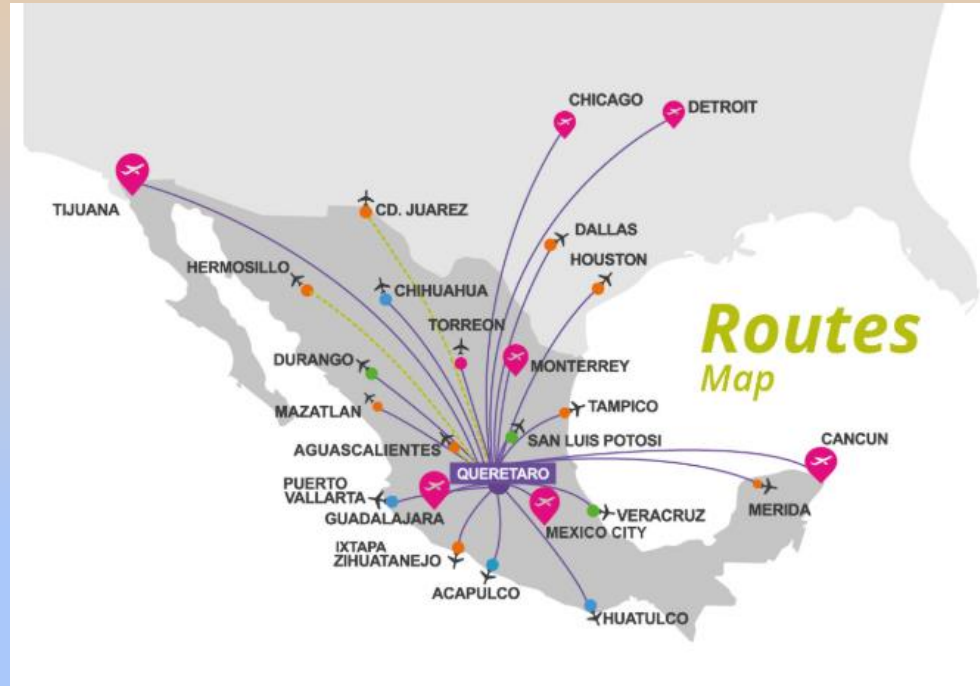 CHICAGO
DETROIT
TIJUANA
CD. JUAREZ
DALLAS
HERMOSILLO
HOUSTON
CHIHUAHUA
TORREON
Routes
Map
DURANGO
MONTERREY
MAZATLAN
TAMPICO
AGUASCALIENTES
SAN LUIS POTOSI
CANCUN
QUERETARO
PUERTO
VALLARTA
GUADALAJARA
MEXICO CITY
VERACRUZ
MERIDA
IXTAPA
ZIHUATANEJO
ACAPULCO
HUATULCO